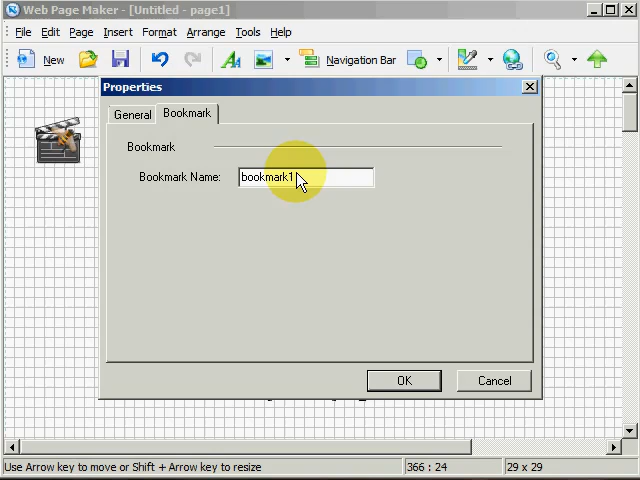 Web Page Maker - [Untitled - page1]
File Edit Page Insert Format Arrange Tools Help
New Navigation Bar
Properties
General Bookmark
Bookmark
Bookmark Name: bookmark1
OK Cancel
Use Arrow key to move or Shift + Arrow key to resize 366 : 24 29 x 29